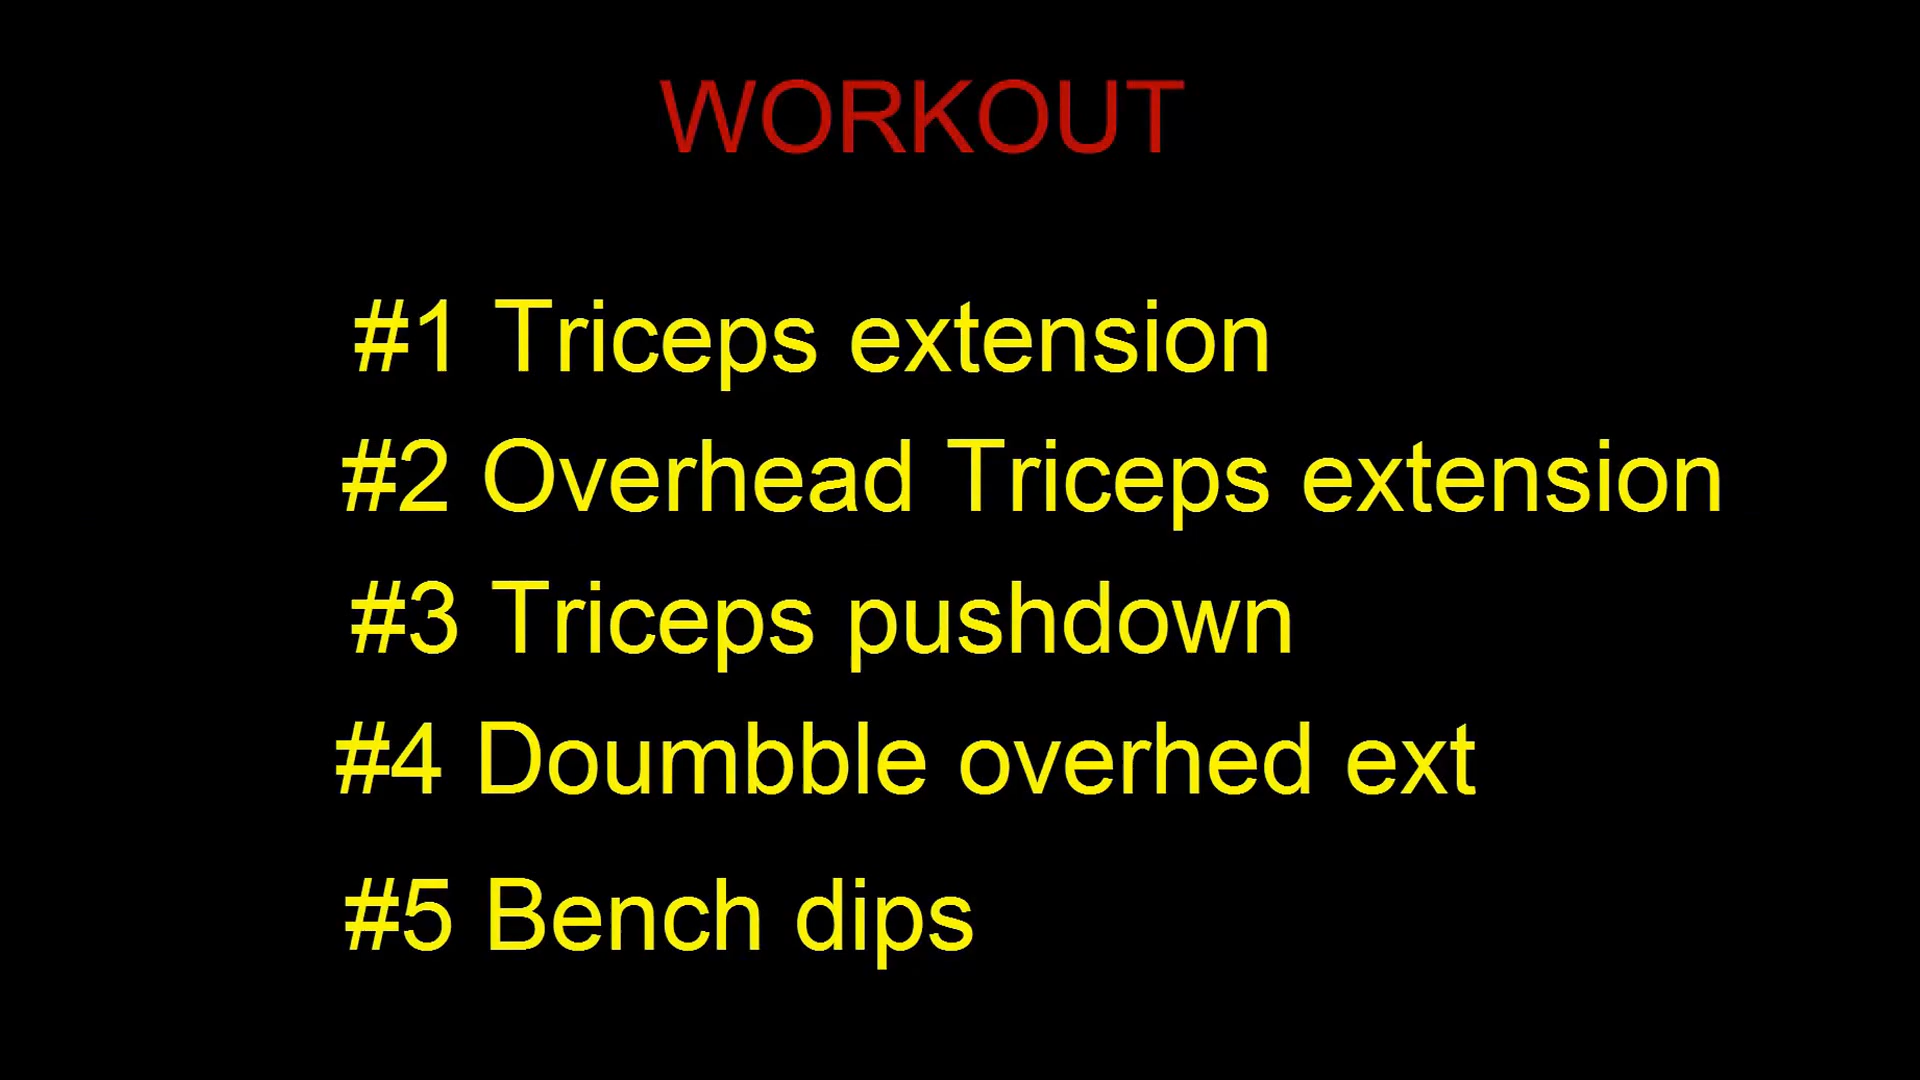 WORKOUT
#1 Triceps extension
#2 Overhead Triceps extension
#3 Triceps pushdown
#4 Doumbble overhed ext
#5 Bench dips